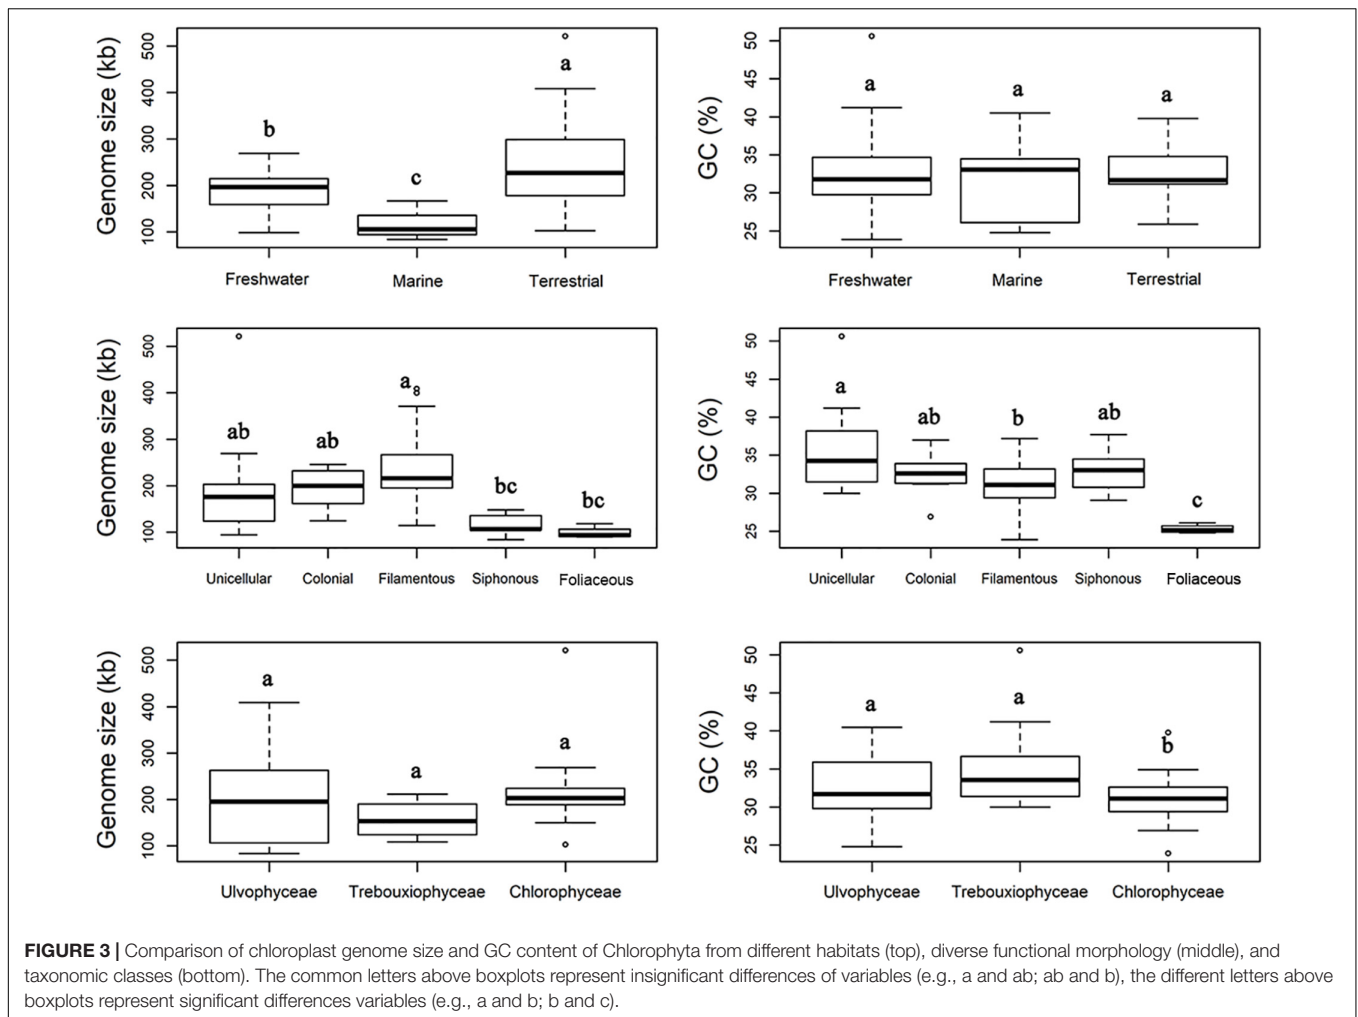 Genome size (kb)
500
400
300
200
100
b
c
a
Freshwater
Marine
Terrestrial
GC (%)
50
45
40
35
30
25
a
a
a
Freshwater
Marine
Terrestrial
Genome size (kb)
500
400
300
200
100
ab
ab
a
bc
bc
Unicellular
Colonial
Filamentous
Siphonous
Foliaceous
GC (%)
50
45
40
35
30
25
a
ab
b
ab
c
Unicellular
Colonial
Filamentous
Siphonous
Foliaceous
Genome size (kb)
500
400
300
200
100
a
a
a
Ulvophyceae
Trebouxiophyceae
Chlorophyceae
GC (%)
50
45
40
35
30
25
a
a
b
Ulvophyceae
Trebouxiophyceae
Chlorophyceae
FIGURE 3 | Comparison of chloroplast genome size and GC content of Chlorophyta from different habitats (top), diverse functional morphology (middle), and
taxonomic classes (bottom). The common letters above boxplots represent insignificant differences of variables (e.g., a and ab; ab and b), the different letters above
boxplots represent significant differences variables (e.g., a and b; b and c).